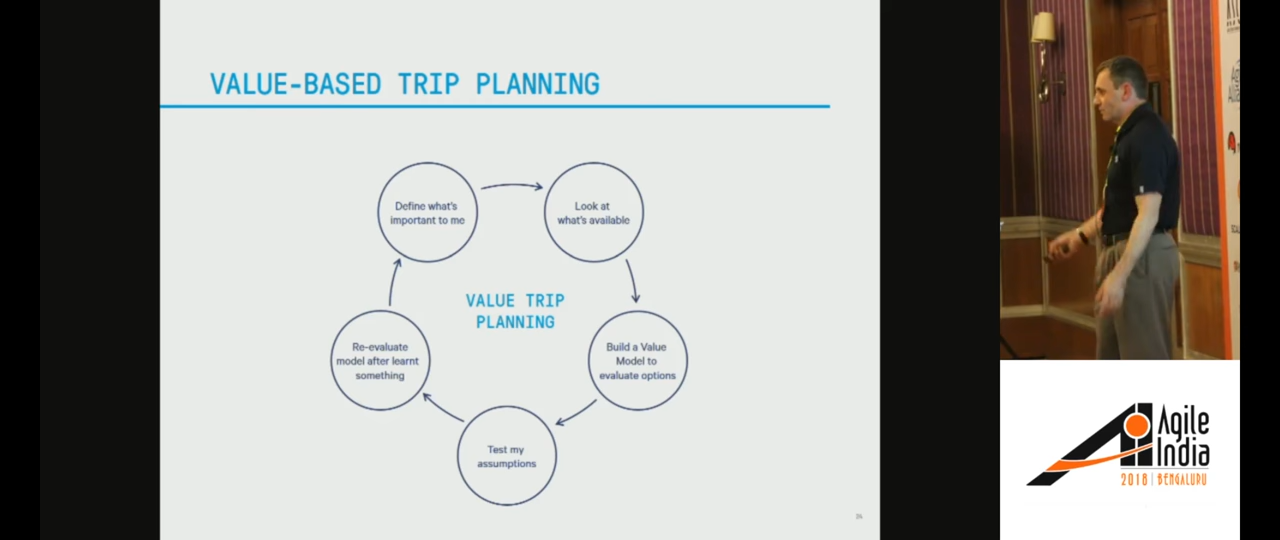 VALUE-BASED TRIP PLANNING
Define what's
important to me
Look at
what's available
VALUE TRIP
PLANNING
Build a Value
Model to
evaluate options
Test my
assumptions
Re-evaluate
model after learnt
something
Agile
India
2018 | BENGALURU